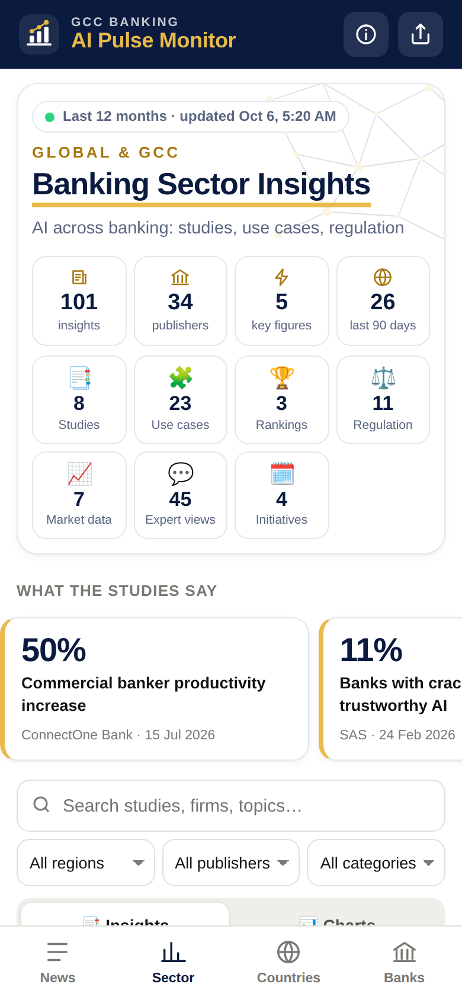 GCC BANKING
AI Pulse Monitor
Last 12 months · updated Oct 6, 5:20 AM
GLOBAL & GCC
Banking Sector Insights
AI across banking: studies, use cases, regulation
101
insights
34
publishers
5
key figures
26
last 90 days
8
Studies
23
Use cases
3
Rankings
11
Regulation
7
Market data
45
Expert views
4
Initiatives
WHAT THE STUDIES SAY
50%
Commercial banker productivity
increase
ConnectOne Bank · 15 Jul 2026
11%
Banks with crac
trustworthy AI
SAS · 24 Feb 2026
Search studies, firms, topics…
All regions
All publishers
All categories
Insights
Charts
News
Sector
Countries
Banks